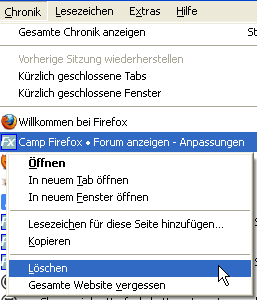 Chronik Lesezeichen Extras Hilfe
Gesamte Chronik anzeigen St
Vorherige Sitzung wiederherstellen
Kürzlich geschlossene Tabs
Kürzlich geschlossene Fenster
Willkommen bei Firefox
Camp Firefox • Forum anzeigen - Anpassungen
Öffnen
In neuem Tab öffnen
In neuem Fenster öffnen
Lesezeichen für diese Seite hinzufügen...
Kopieren
Löschen
Gesamte Website vergessen